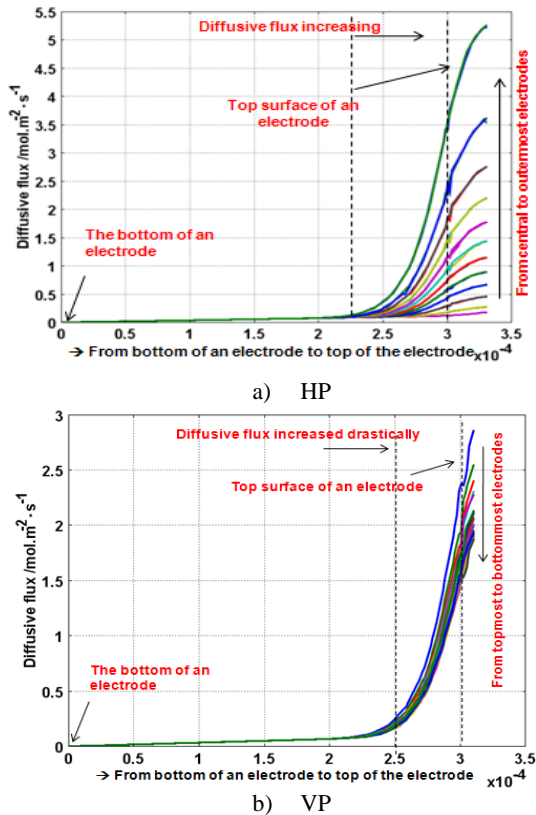 Diffusive flux increasing
Top surface of an
electrode
The bottom of an
electrode
From central to outermost electrodes
Diffusive flux /mol.m⁻²·s⁻¹
5.5
5
4.5
4
3.5
3
2.5
2
1.5
1
0.5
0
0 0.5 1 1.5 2 2.5 3 3.5
→ From bottom of an electrode to top of the electrode
x10⁻⁴
a) HP
Diffusive flux increased drastically
Top surface of an electrode
The bottom of an
electrode
From topmost to bottommost electrodes
Diffusive flux /mol.m⁻²·s⁻¹
3
2.5
2
1.5
1
0.5
0
0 0.5 1 1.5 2 2.5 3 3.5
→ From bottom of an electrode to top of the electrode
x10⁻⁴
b) VP